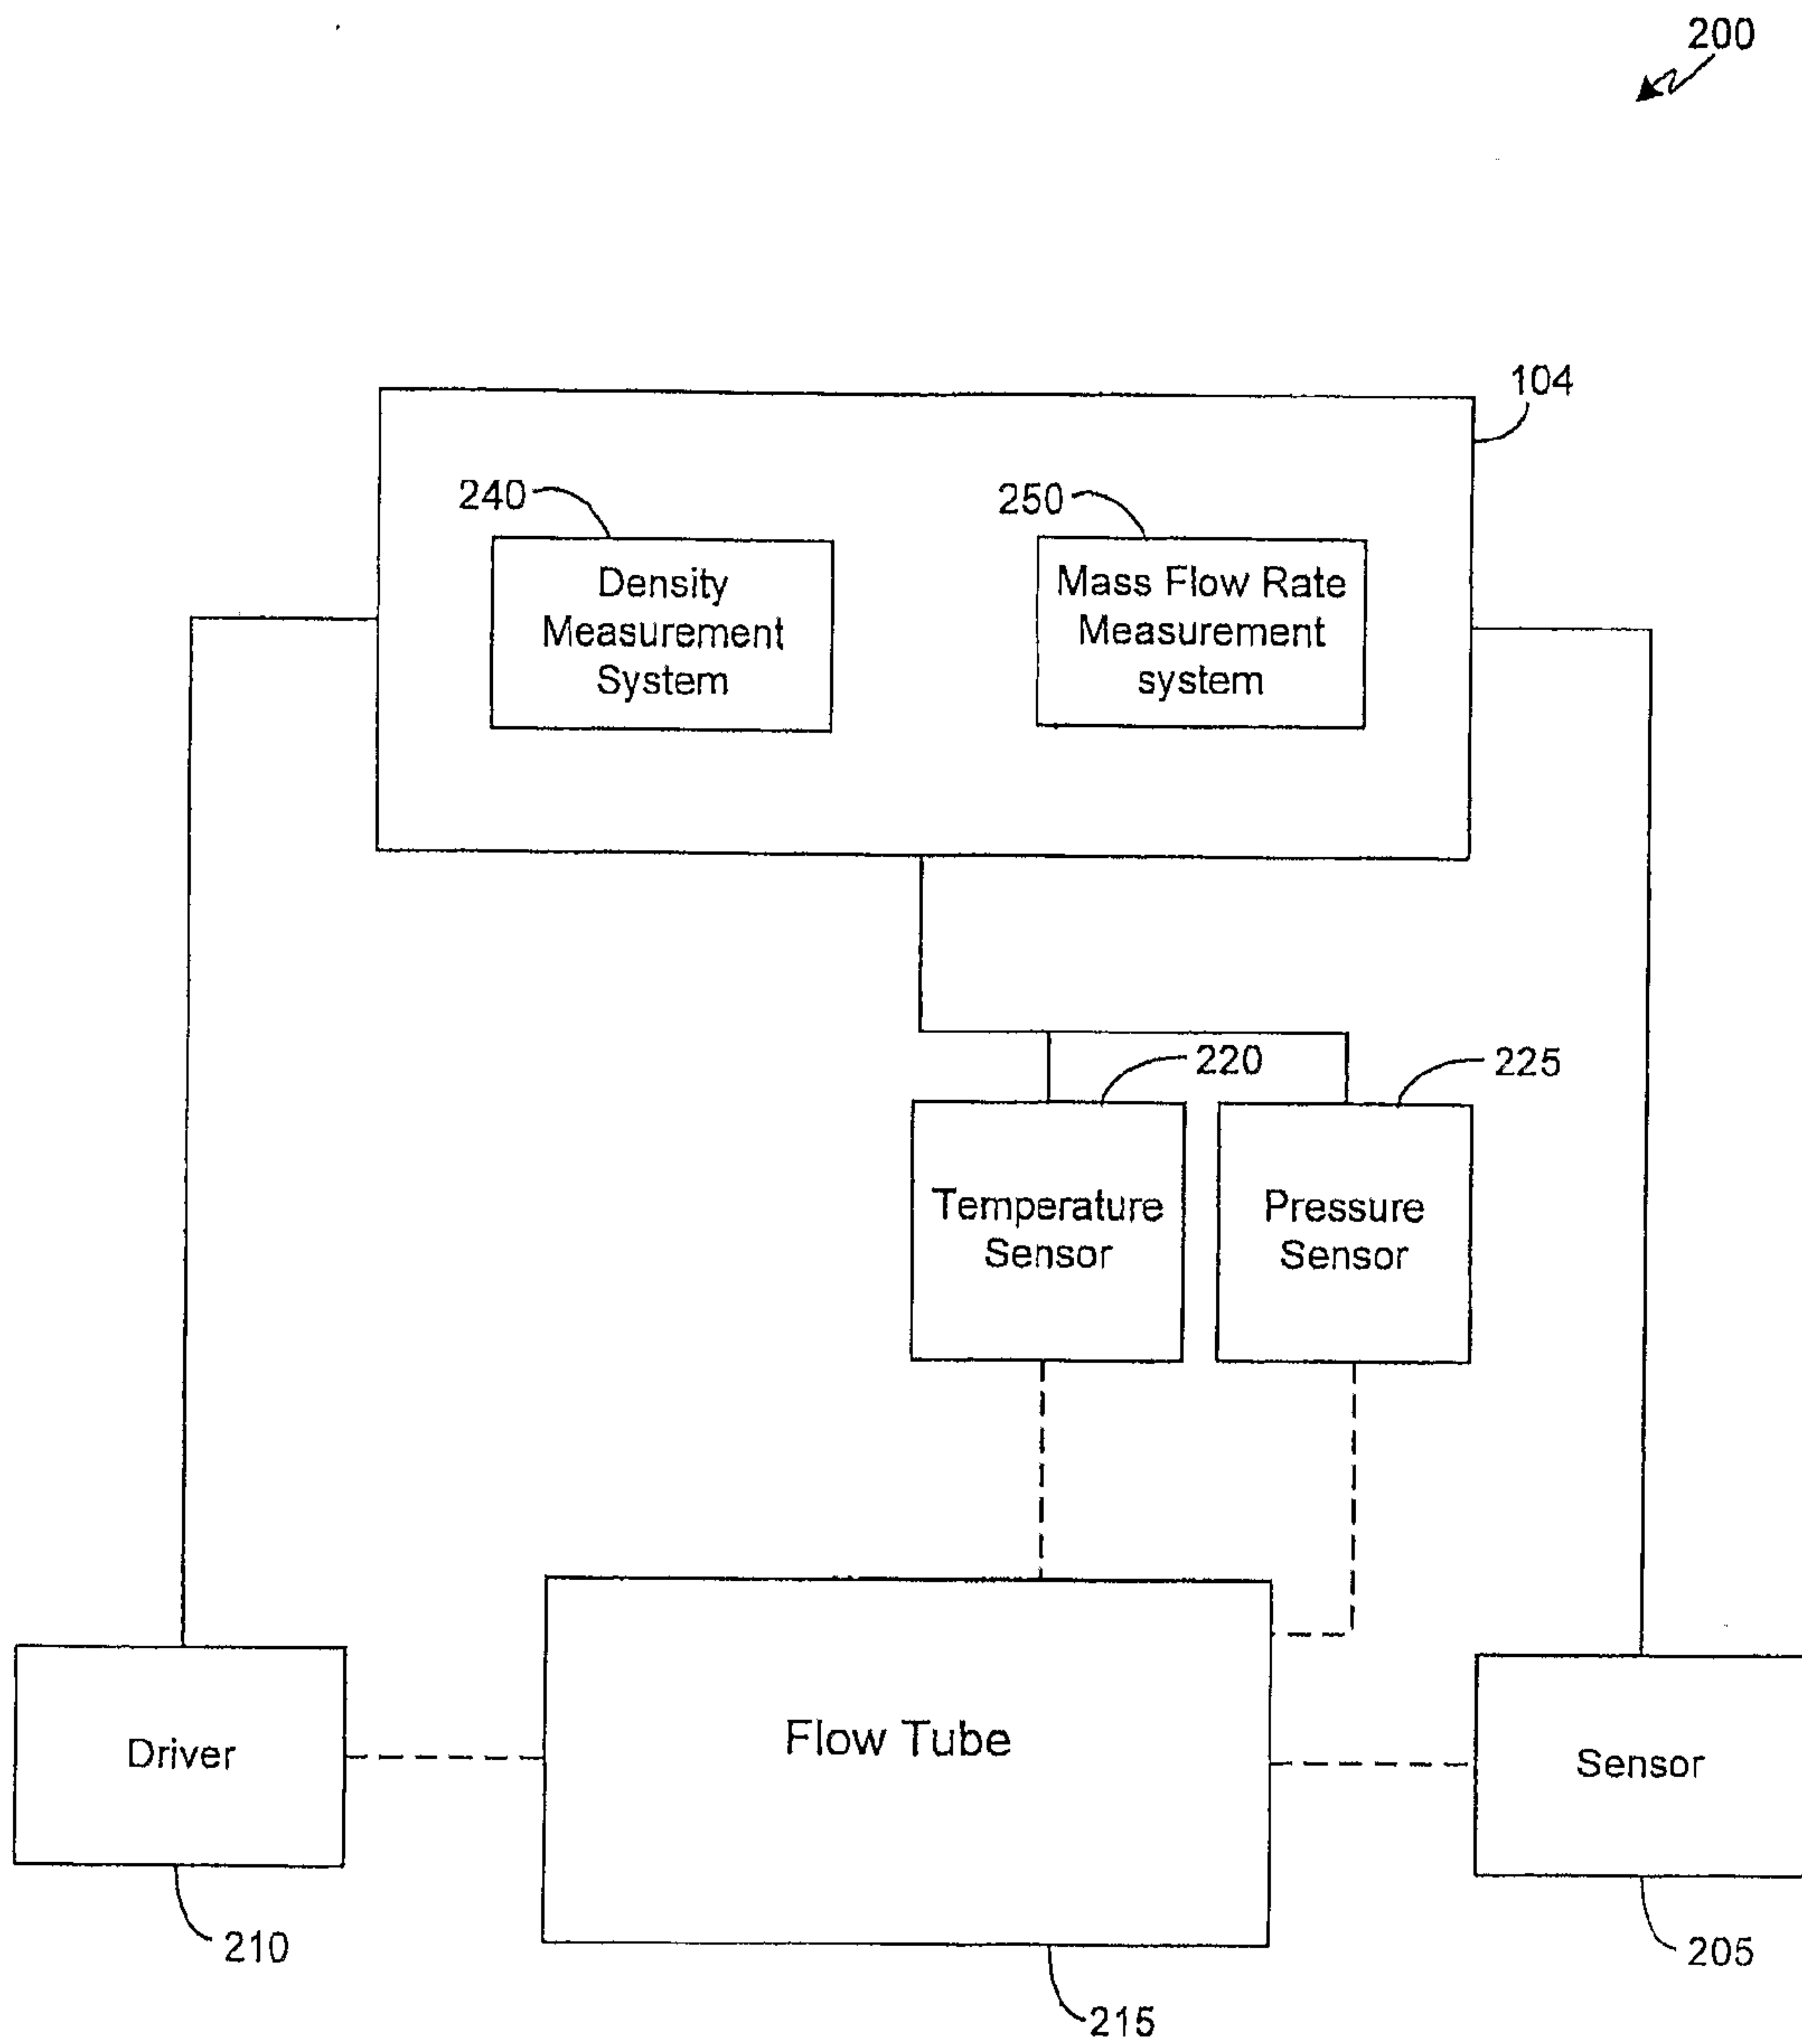 200
104
240
250
Density
Measurement
System
Mass Flow Rate
Measurement
system
220
225
Temperature
Sensor
Pressure
Sensor
Driver
Flow Tube
Sensor
210
205
215